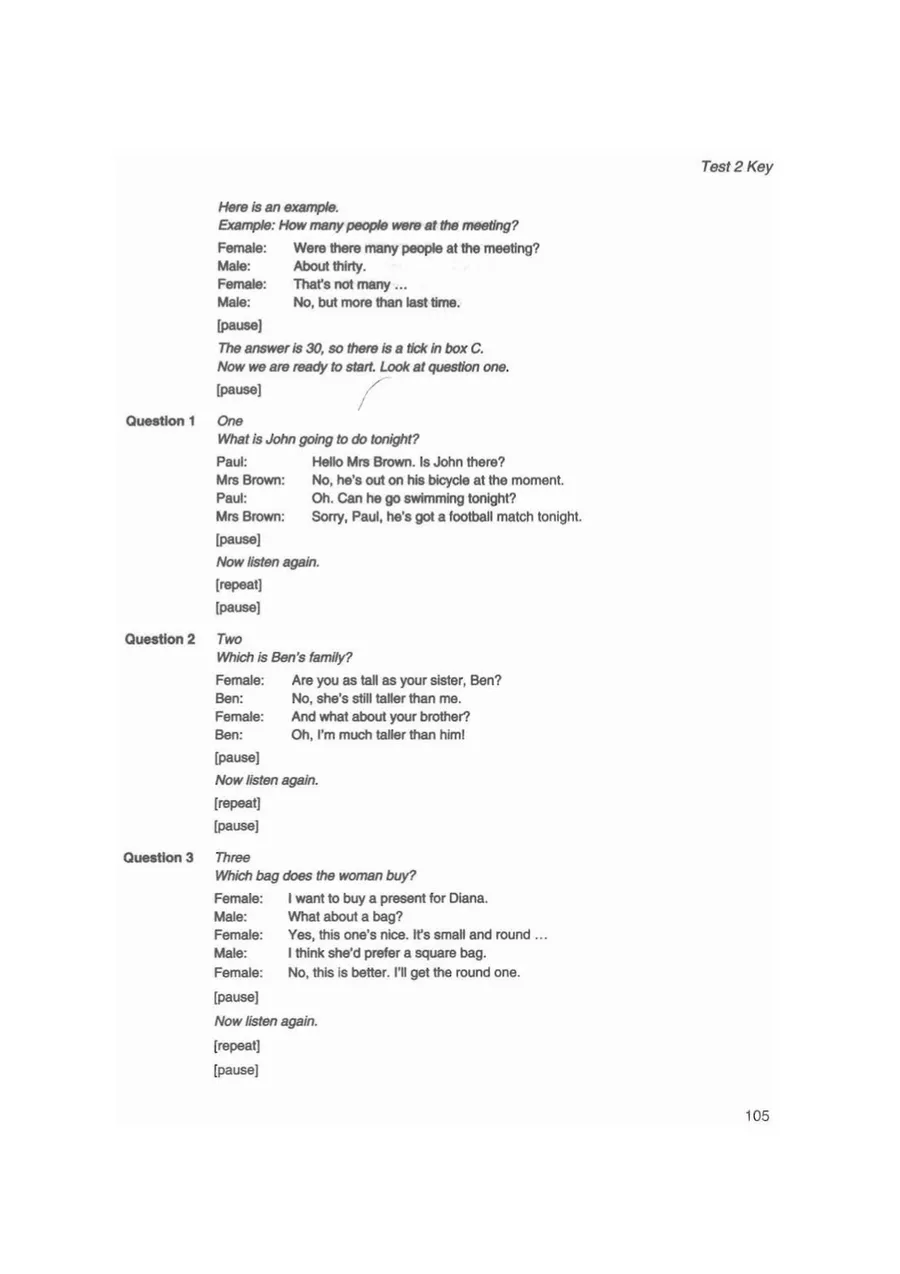 Test 2 Key
Here is an example.
Example: How many people were at the meeting?
Female: Were there many people at the meeting?
Male: About thirty.
Female: That's not many ...
Male: No, but more than last time.
[pause]
The answer is 30, so there is a tick in box C.
Now we are ready to start. Look at question one.
[pause]
Question 1 One
What is John going to do tonight?
Paul: Hello Mrs Brown. Is John there?
Mrs Brown: No, he's out on his bicycle at the moment.
Paul: Oh. Can he go swimming tonight?
Mrs Brown: Sorry, Paul, he's got a football match tonight.
[pause]
Now listen again.
[repeat]
[pause]
Question 2 Two
Which is Ben's family?
Female: Are you as tall as your sister, Ben?
Ben: No, she's still taller than me.
Female: And what about your brother?
Ben: Oh, I'm much taller than him!
[pause]
Now listen again.
[repeat]
[pause]
Question 3 Three
Which bag does the woman buy?
Female: I want to buy a present for Diana.
Male: What about a bag?
Female: Yes, this one's nice. It's small and round ...
Male: I think she'd prefer a square bag.
Female: No, this is better. I'll get the round one.
[pause]
Now listen again.
[repeat]
[pause]
105